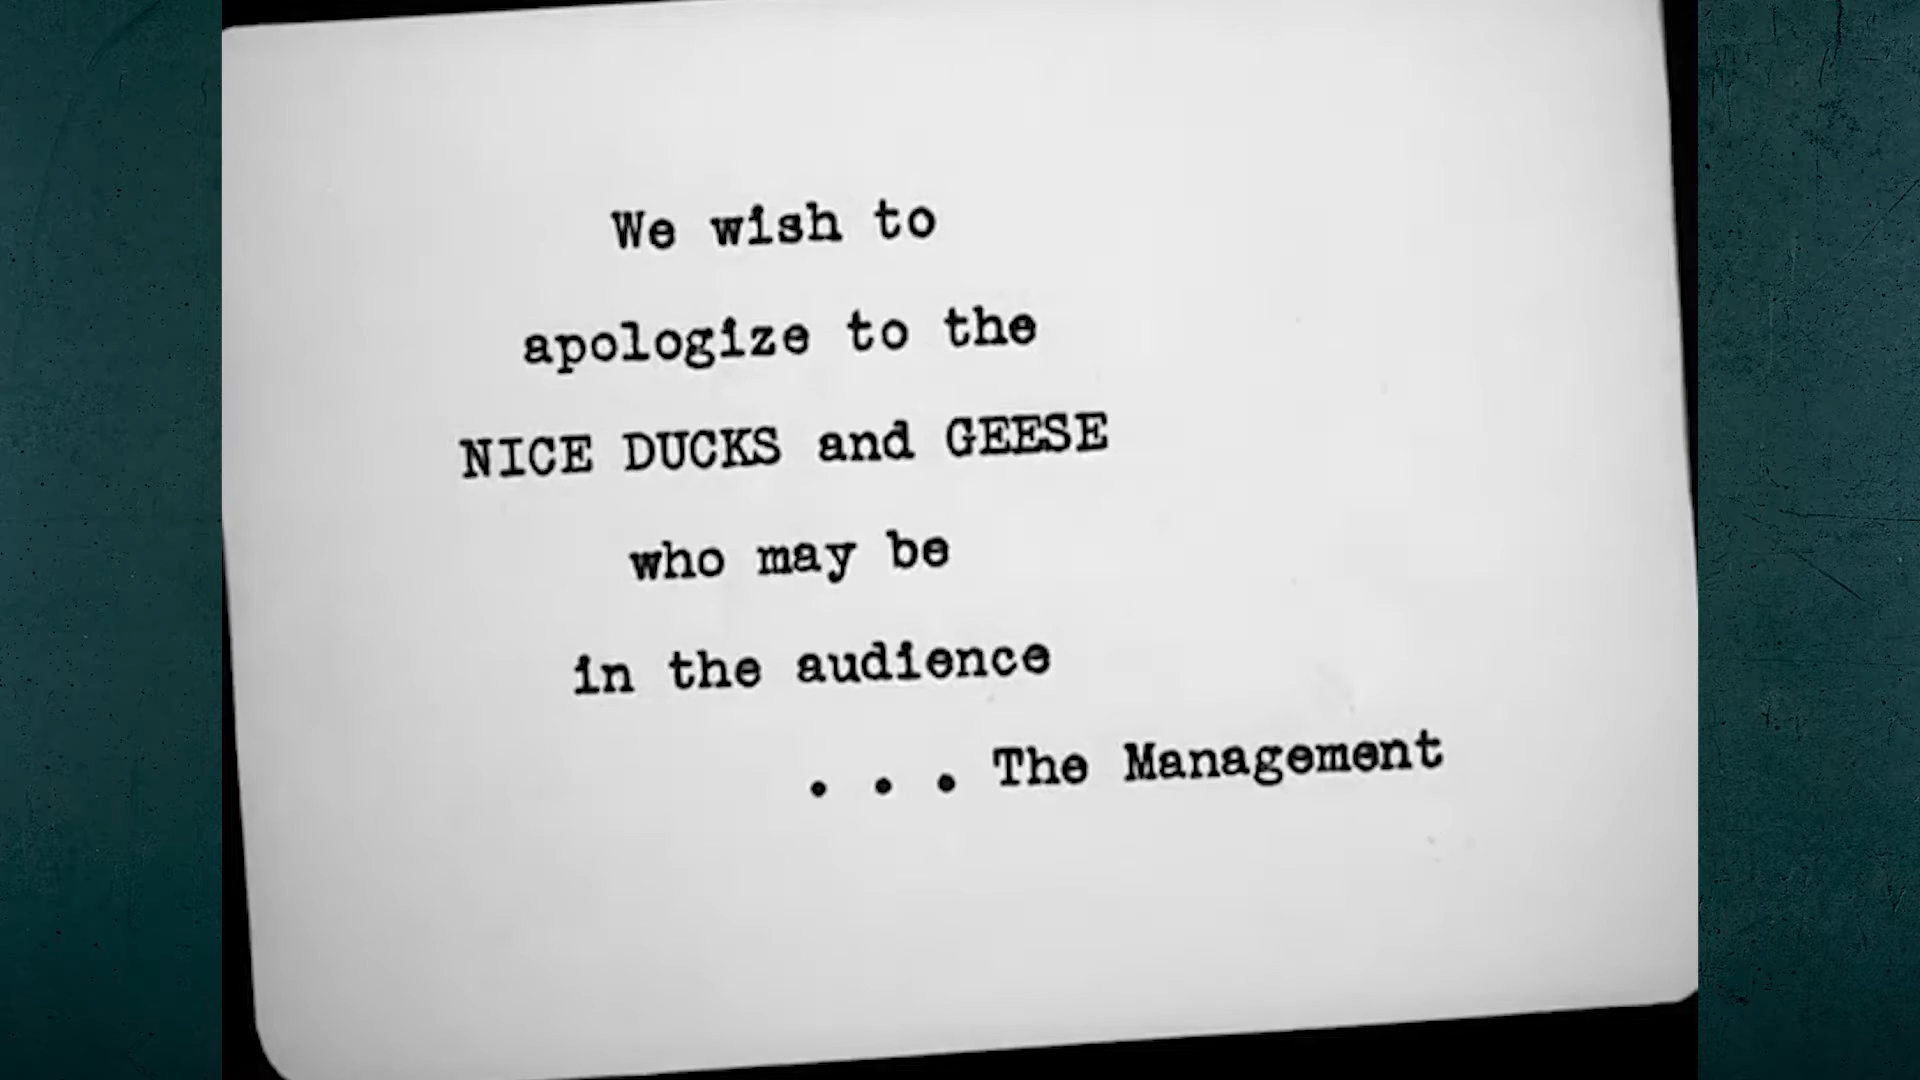 We wish to
apologize to the
NICE DUCKS and GEESE
who may be
in the audience
. . . The Management